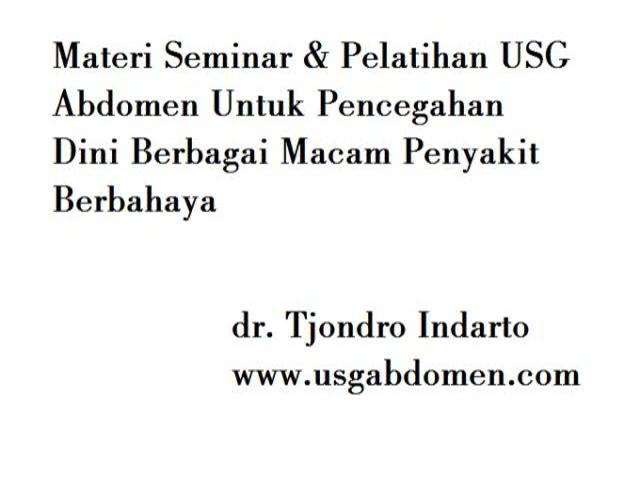 Materi Seminar & Pelatihan USG
Abdomen Untuk Pencegahan
Dini Berbagai Macam Penyakit
Berbahaya
dr. Tjondro Indarto
www.usgabdomen.com